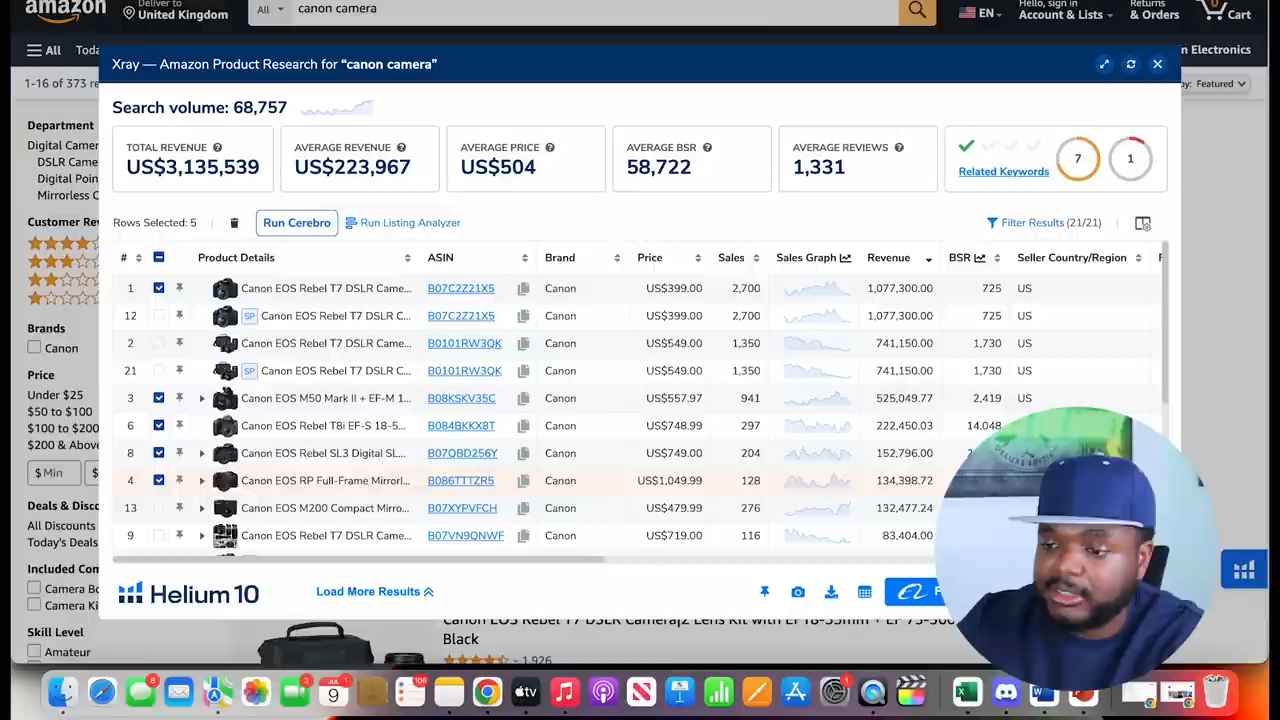 amazon
Deliver to
United Kingdom
All
canon camera
EN
Hello, sign in
Account & Lists
Returns
& Orders
0
Cart
All
Toda
n Electronics
1-16 of 373 re
by: Featured
Xray — Amazon Product Research for "canon camera"
Search volume: 68,757
TOTAL REVENUE
US$3,135,539
AVERAGE REVENUE
US$223,967
AVERAGE PRICE
US$504
AVERAGE BSR
58,722
AVERAGE REVIEWS
1,331
Related Keywords
7
1
Rows Selected: 5
Run Cerebro
Run Listing Analyzer
Filter Results (21/21)
# Product Details ASIN Brand Price Sales Sales Graph Revenue BSR Seller Country/Region F
1 Canon EOS Rebel T7 DSLR Came... B07C2Z21X5 Canon US$399.00 2,700 1,077,300.00 725 US
12 SP Canon EOS Rebel T7 DSLR C... B07C2Z21X5 Canon US$399.00 2,700 1,077,300.00 725 US
2 Canon EOS Rebel T7 DSLR Came... B0101RW3QK Canon US$549.00 1,350 741,150.00 1,730 US
21 SP Canon EOS Rebel T7 DSLR C... B0101RW3QK Canon US$549.00 1,350 741,150.00 1,730 US
3 Canon EOS M50 Mark II + EF-M 1... B08KSKV35C Canon US$557.97 941 525,049.77 2,419 US
6 Canon EOS Rebel T8i EF-S 18-5... B084BKKX8T Canon US$748.99 297 222,450.03 14,048
8 Canon EOS Rebel SL3 Digital SL... B07QBD256Y Canon US$749.00 204 152,796.00
4 Canon EOS RP Full-Frame Mirrorl... B086TTTZR5 Canon US$1,049.99 128 134,398.72
13 Canon EOS M200 Compact Mirro... B07XYPVFCH Canon US$479.99 276 132,477.24
9 Canon EOS Rebel T7 DSLR Came... B07VN9QNWF Canon US$719.00 116 83,404.00
Helium 10
Load More Results
Department
Digital Camer
DSLR Came
Digital Point
Mirrorless Car
Customer Rev
Brands
Canon
Price
Under $25
$50 to $100
$100 to $200
$200 & Above
$ Min
$
Deals & Disco
All Discounts
Today's Deals
Included Com
Camera Bo
Camera Ki
Skill Level
Amateur
Canon EOS Rebel T7 DSLR Camera|2 Lens Kit with EF18-55mm + EF 75-300
Black
1,926
DELUXE EDITION
8
3
JUL
9
1
106
tv
1